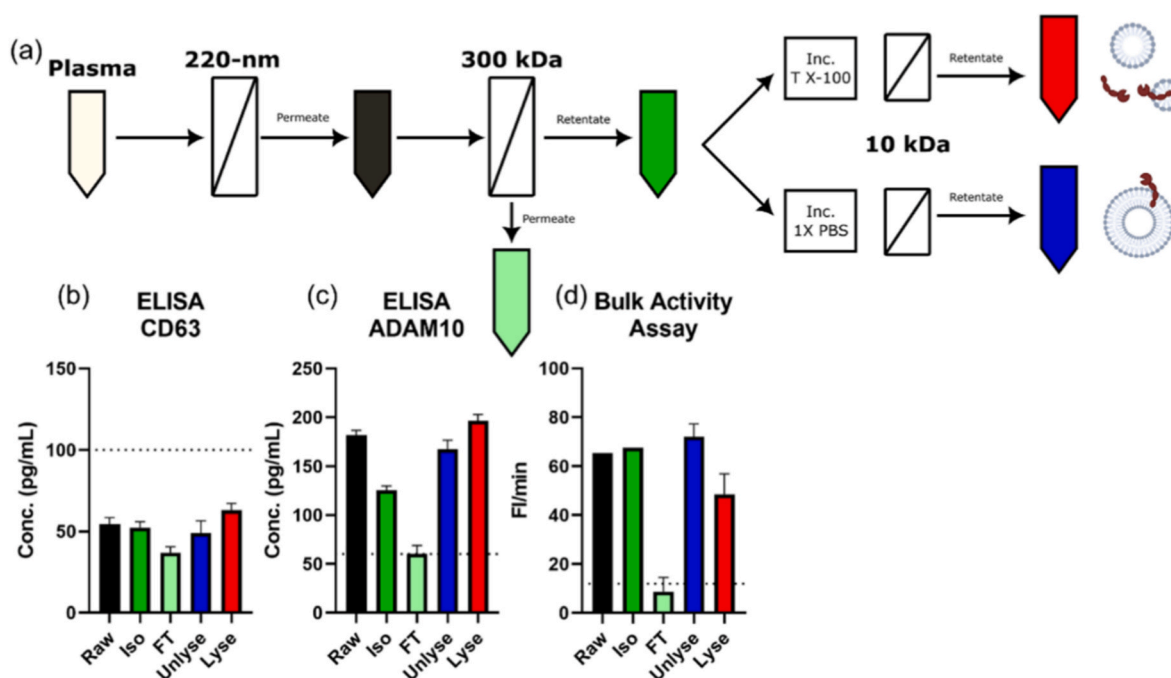 (a)
Plasma
220-nm
Permeate
300 kDa
Retentate
Permeate
Inc.
T X-100
Retentate
10 kDa
Inc.
1X PBS
Retentate
(b)
ELISA
CD63
Conc. (pg/mL)
150
100
50
0
Raw
Iso
FT
Unlyse
Lyse
(c)
ELISA
ADAM10
Conc. (pg/mL)
250
200
150
100
50
0
Raw
Iso
FT
Unlyse
Lyse
(d)
Bulk Activity
Assay
FI/min
100
80
60
40
20
0
Raw
Iso
FT
Unlyse
Lyse